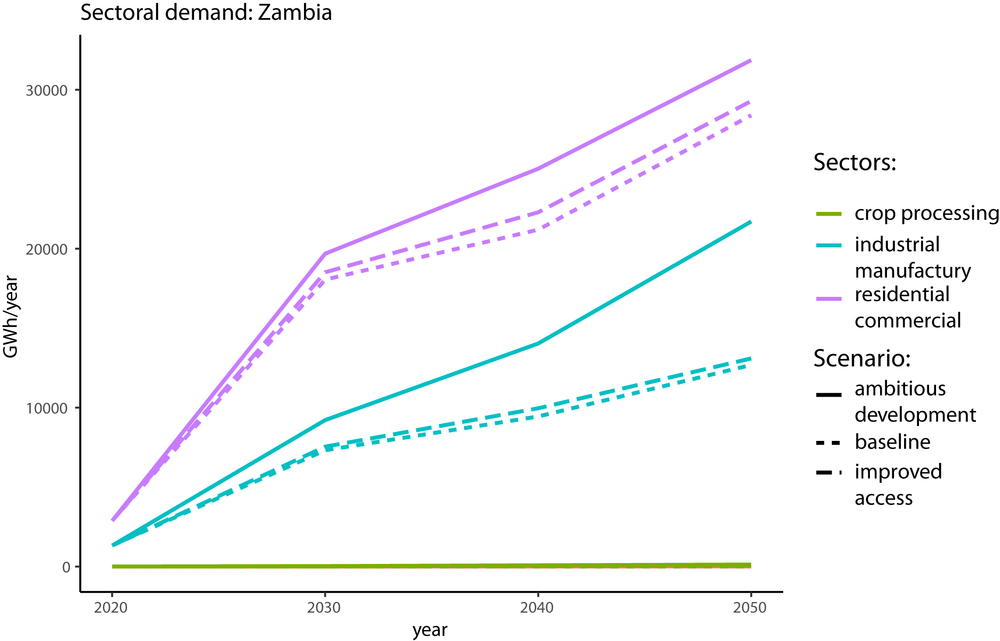 Sectoral demand: Zambia
30000
20000
10000
0
GWh/year
2020 2030 2040 2050
year
Sectors:
crop processing
industrial
manufactury
residential
commercial
Scenario:
ambitious
development
baseline
improved
access